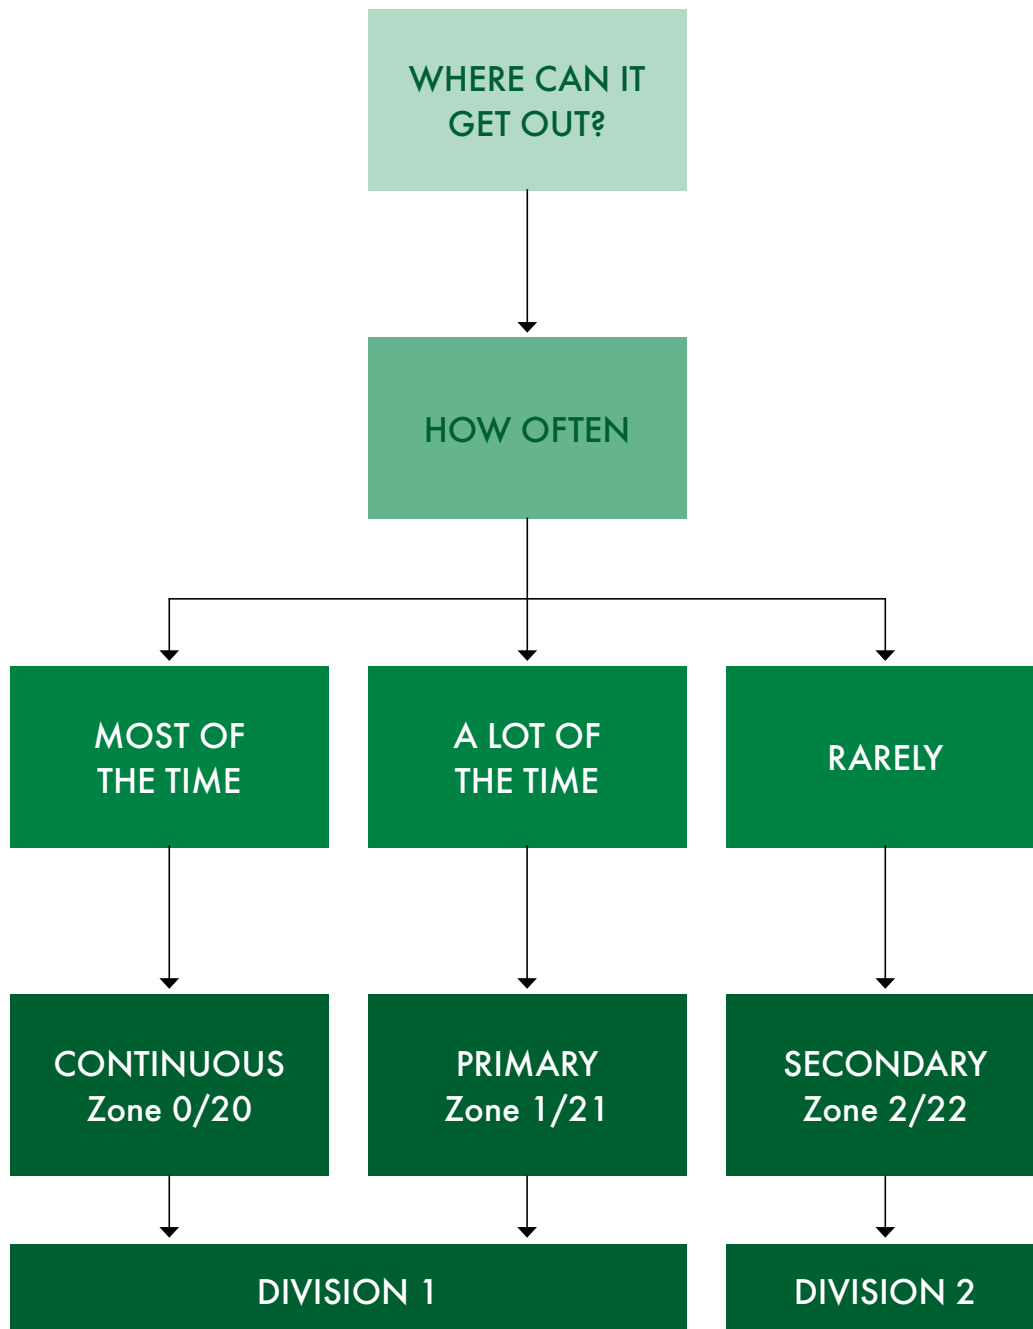 WHERE CAN IT
GET OUT?
HOW OFTEN
MOST OF
THE TIME
A LOT OF
THE TIME
RARELY
CONTINUOUS
Zone 0/20
PRIMARY
Zone 1/21
SECONDARY
Zone 2/22
DIVISION 1
DIVISION 2